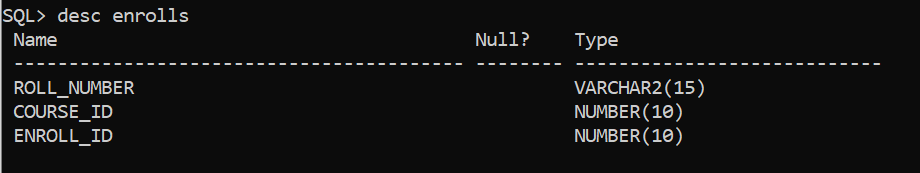 SQL> desc enrolls
Name Null? Type
----------------------------------------- -------- ----------------------------
ROLL_NUMBER VARCHAR2(15)
COURSE_ID NUMBER(10)
ENROLL_ID NUMBER(10)